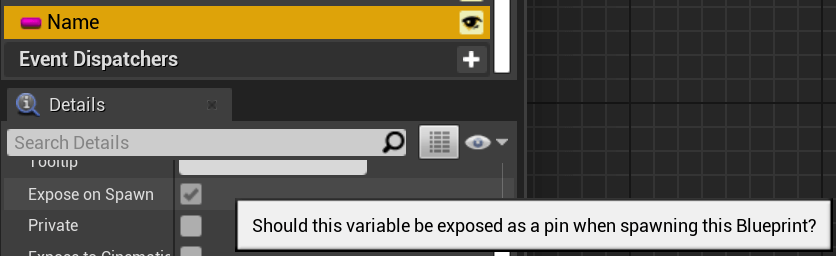 Name
Event Dispatchers
Details
Search Details
Tooltip
Expose on Spawn
Private
Should this variable be exposed as a pin when spawning this Blueprint?
Expose to Cinematic